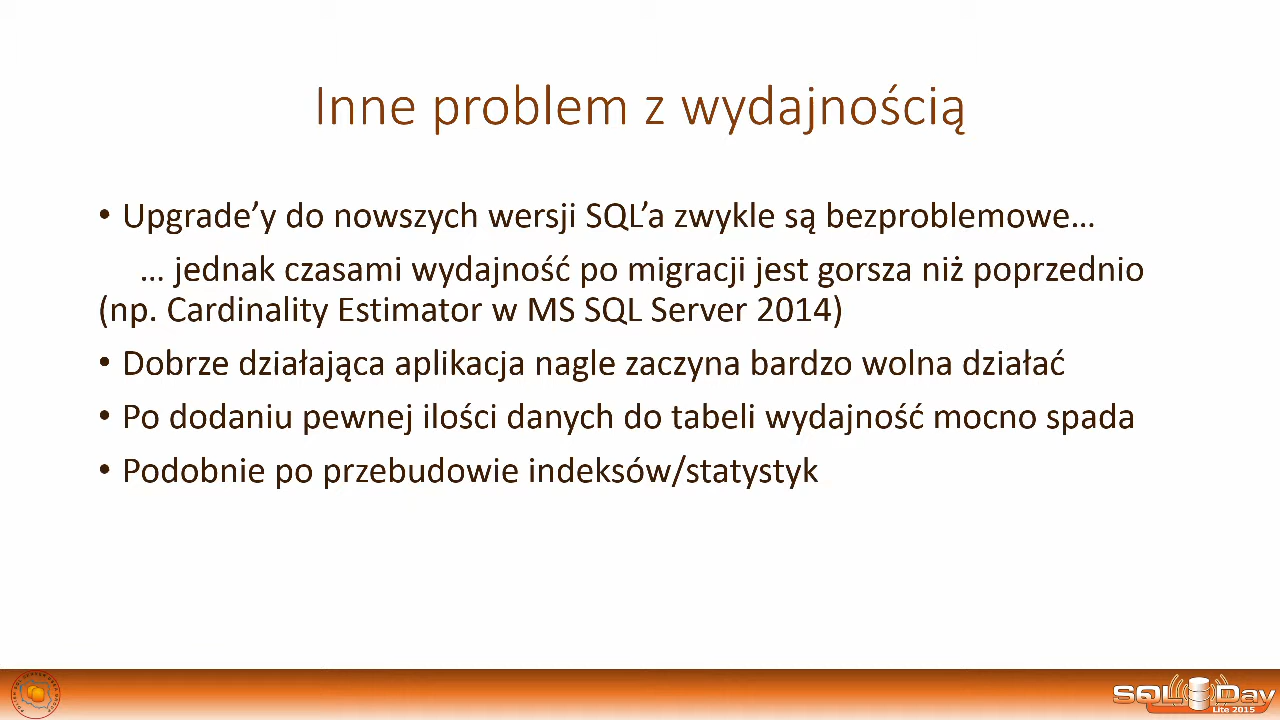 Inne problem z wydajnością
• Upgrade’y do nowszych wersji SQL’a zwykle są bezproblemowe…
… jednak czasami wydajność po migracji jest gorsza niż poprzednio
(np. Cardinality Estimator w MS SQL Server 2014)
• Dobrze działająca aplikacja nagle zaczyna bardzo wolna działać
• Po dodaniu pewnej ilości danych do tabeli wydajność mocno spada
• Podobnie po przebudowie indeksów/statystyk
SQL Day
Lite 2015